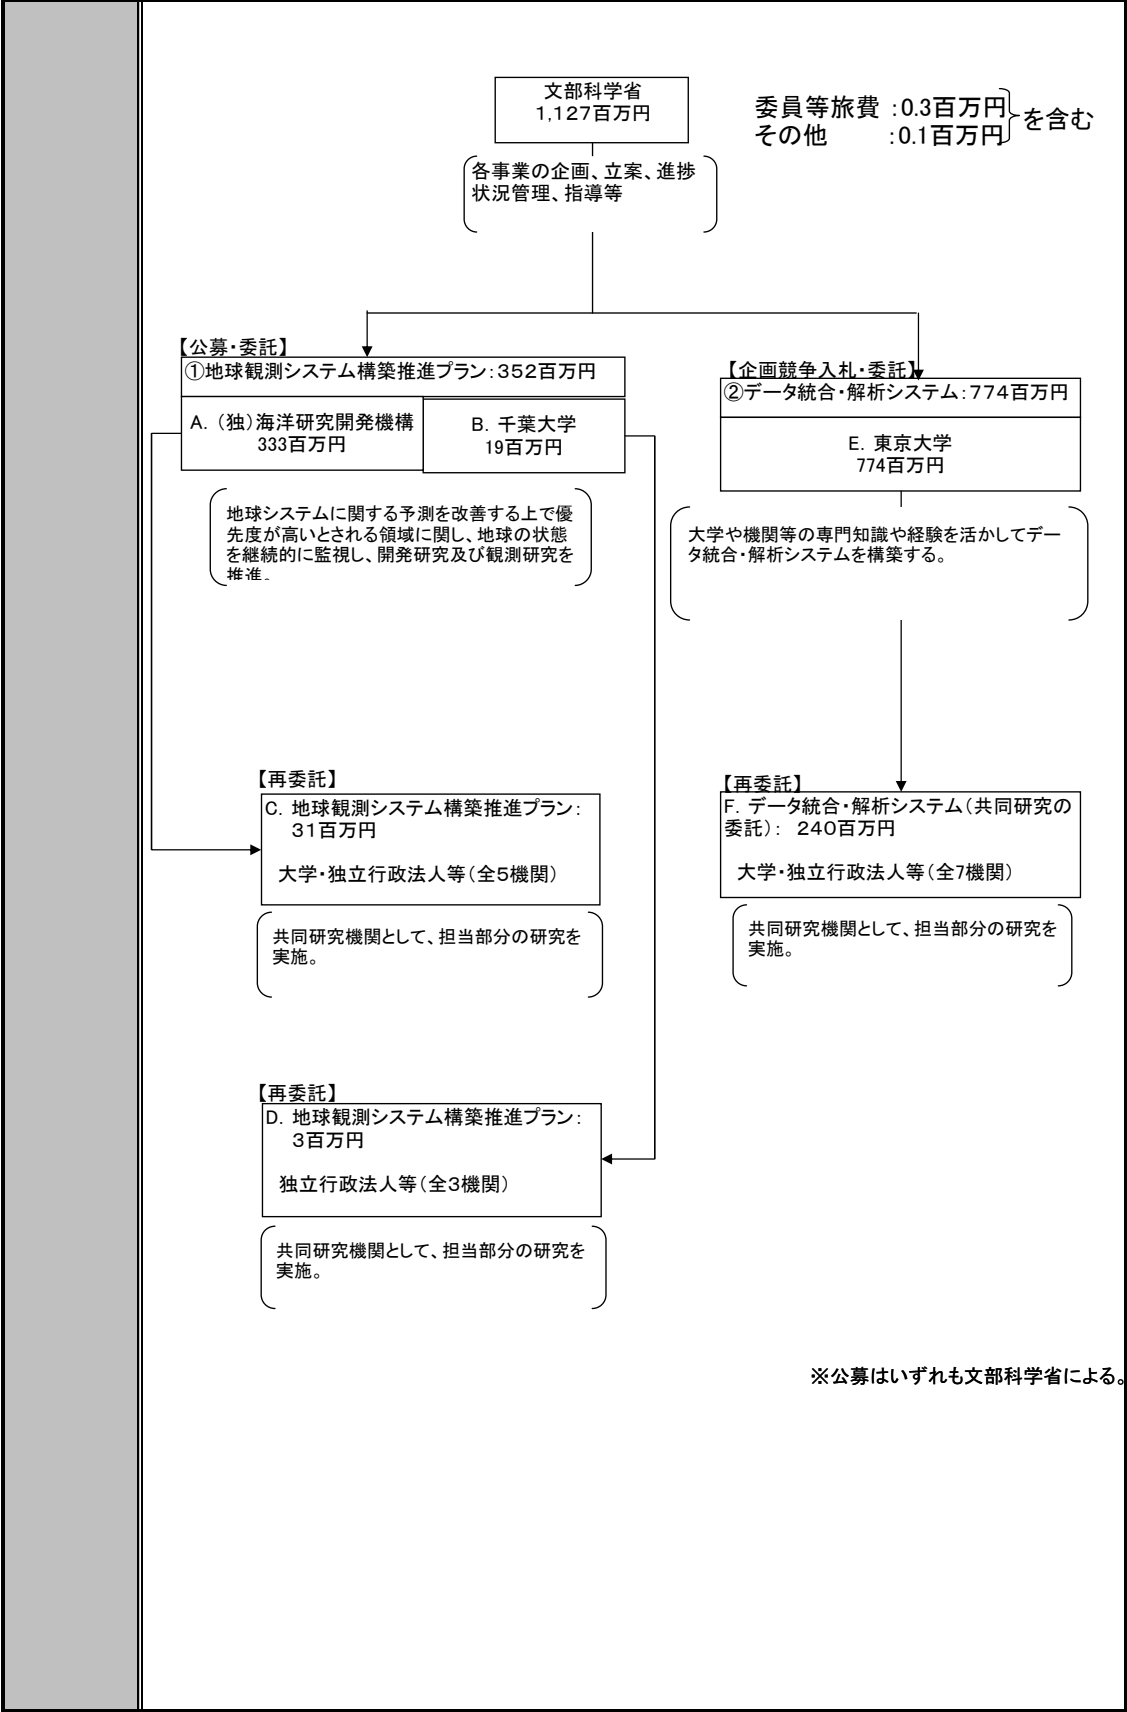 文部科学省
1,127百万円
委員等旅費 :0.3百万円
その他 :0.1百万円
を含む
各事業の企画、立案、進捗
状況管理、指導等
【公募・委託】
①地球観測システム構築推進プラン：352百万円
A. （独）海洋研究開発機構
333百万円
B. 千葉大学
19百万円
地球システムに関する予測を改善する上で優
先度が高いとされる領域に関し、地球の状態
を継続的に監視し、開発研究及び観測研究を
推進。
【企画競争入札・委託】
②データ統合・解析システム：774百万円
E. 東京大学
774百万円
大学や機関等の専門知識や経験を活かしてデー
タ統合・解析システムを構築する。
【再委託】
C. 地球観測システム構築推進プラン：
31百万円
大学・独立行政法人等（全5機関）
共同研究機関として、担当部分の研究を
実施。
【再委託】
F. データ統合・解析システム（共同研究の
委託）： 240百万円
大学・独立行政法人等（全7機関）
共同研究機関として、担当部分の研究を
実施。
【再委託】
D. 地球観測システム構築推進プラン：
3百万円
独立行政法人等（全3機関）
共同研究機関として、担当部分の研究を
実施。
※公募はいずれも文部科学省による。